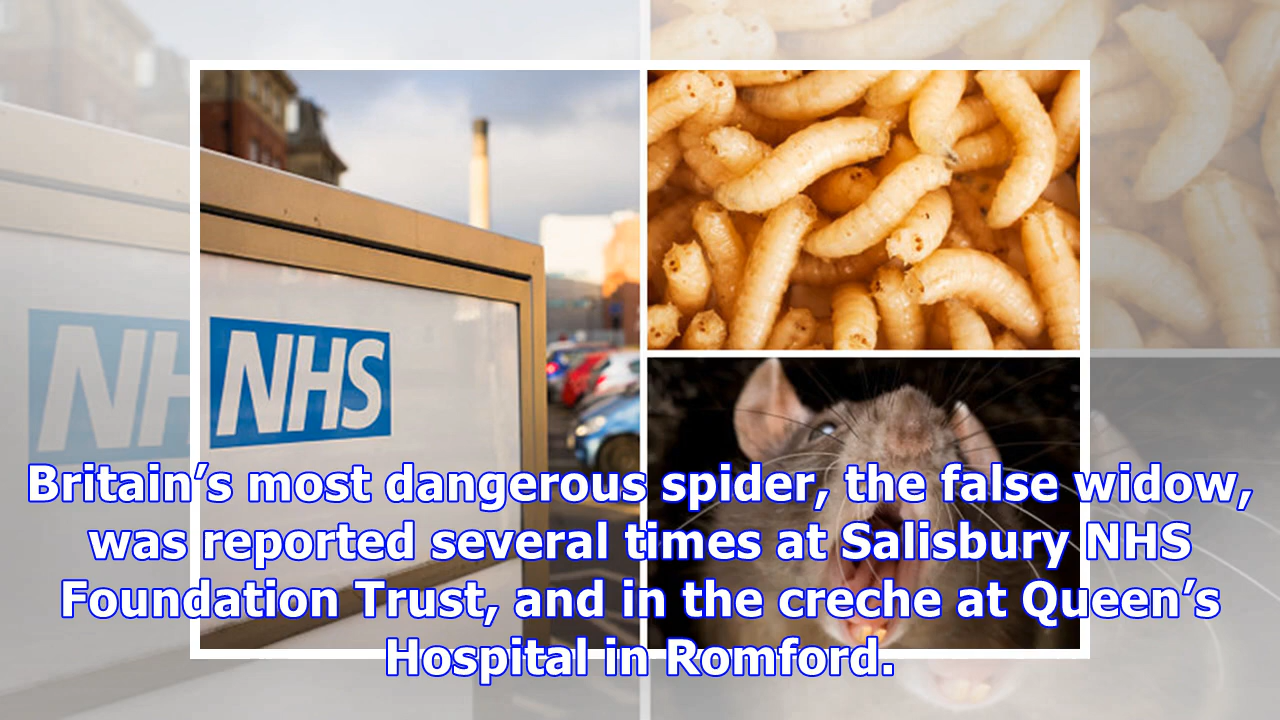 NH
NHS
Britain’s most dangerous spider, the false widow,
was reported several times at Salisbury NHS
Foundation Trust, and in the creche at Queen’s
Hospital in Romford.